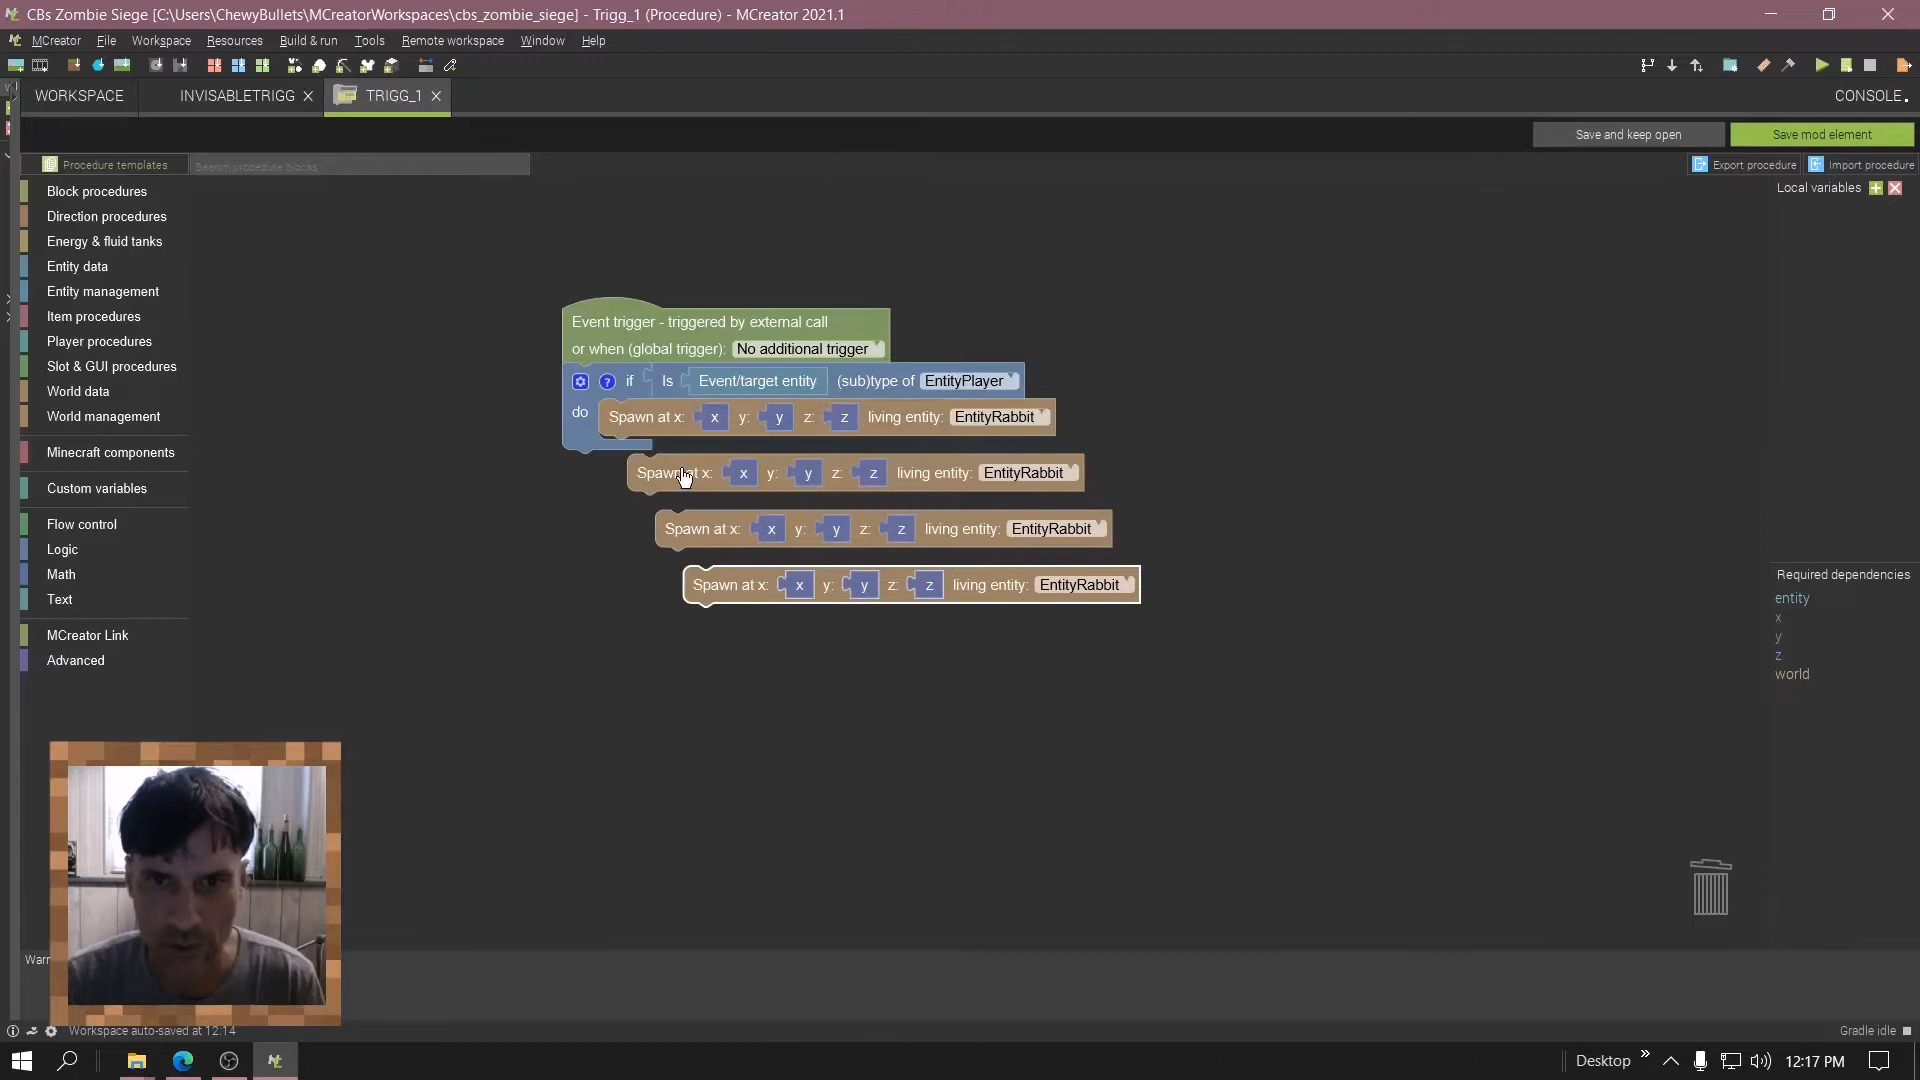 CBs Zombie Siege [C:\Users\ChewyBullets\MCreatorWorkspaces\cbs_zombie_siege] - Trigg_1 (Procedure) - MCreator 2021.1
MCreator File Workspace Resources Build & run Tools Remote workspace Window Help
WORKSPACE INVISABLETRIGG TRIGG_1 CONSOLE
Save and keep open Save mod element
Procedure templates Search procedure blocks Export procedure Import procedure
Local variables
Block procedures
Direction procedures
Energy & fluid tanks
Entity data
Entity management
Item procedures
Player procedures
Slot & GUI procedures
World data
World management
Minecraft components
Custom variables
Flow control
Logic
Math
Text
MCreator Link
Advanced
Event trigger - triggered by external call
or when (global trigger): No additional trigger
if Is Event/target entity (sub)type of EntityPlayer
do Spawn at x: x y: y z: z living entity: EntityRabbit
Spawn at x: x y: y z: z living entity: EntityRabbit
Spawn at x: x y: y z: z living entity: EntityRabbit
Spawn at x: x y: y z: z living entity: EntityRabbit
Required dependencies
entity
x
y
z
world
Warr
Workspace auto-saved at 12:14 Gradle idle
Desktop 12:17 PM